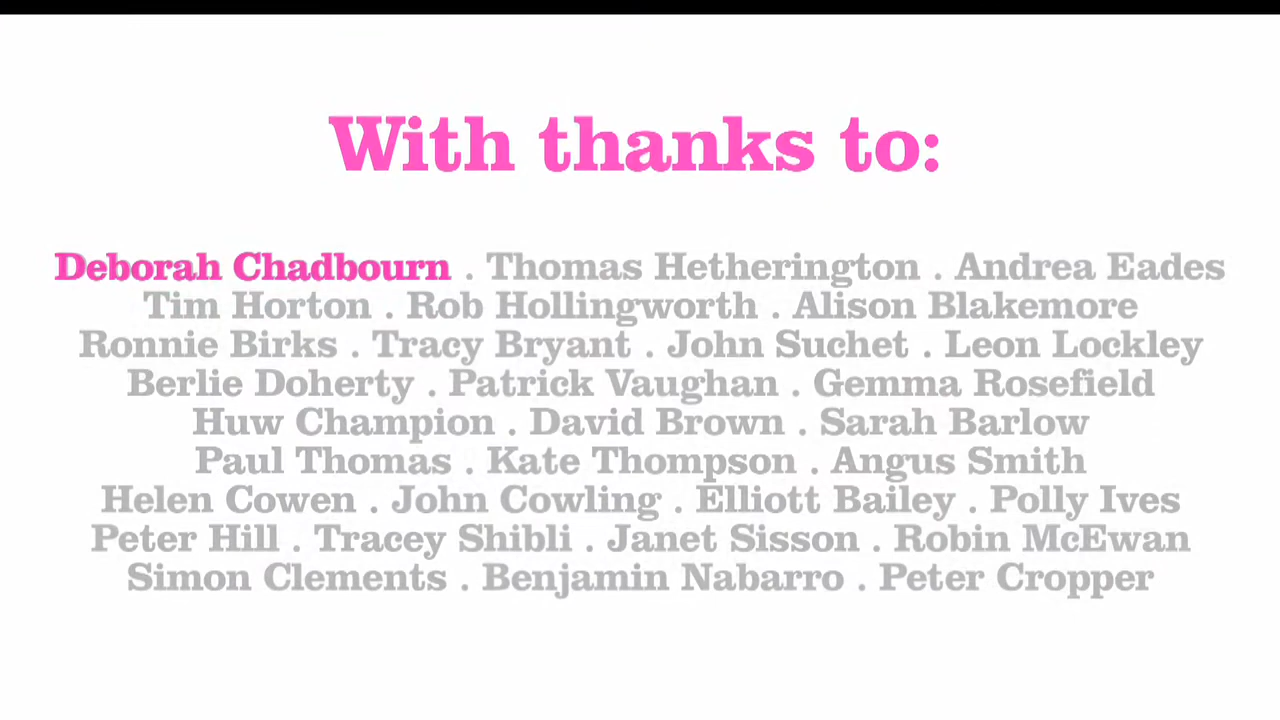 With thanks to:
Deborah Chadbourn . Thomas Hetherington . Andrea Eades
Tim Horton . Rob Hollingworth . Alison Blakemore
Ronnie Birks . Tracy Bryant . John Suchet . Leon Lockley
Berlie Doherty . Patrick Vaughan . Gemma Rosefield
Huw Champion . David Brown . Sarah Barlow
Paul Thomas . Kate Thompson . Angus Smith
Helen Cowen . John Cowling . Elliott Bailey . Polly Ives
Peter Hill . Tracey Shibli . Janet Sisson . Robin McEwan
Simon Clements . Benjamin Nabarro . Peter Cropper